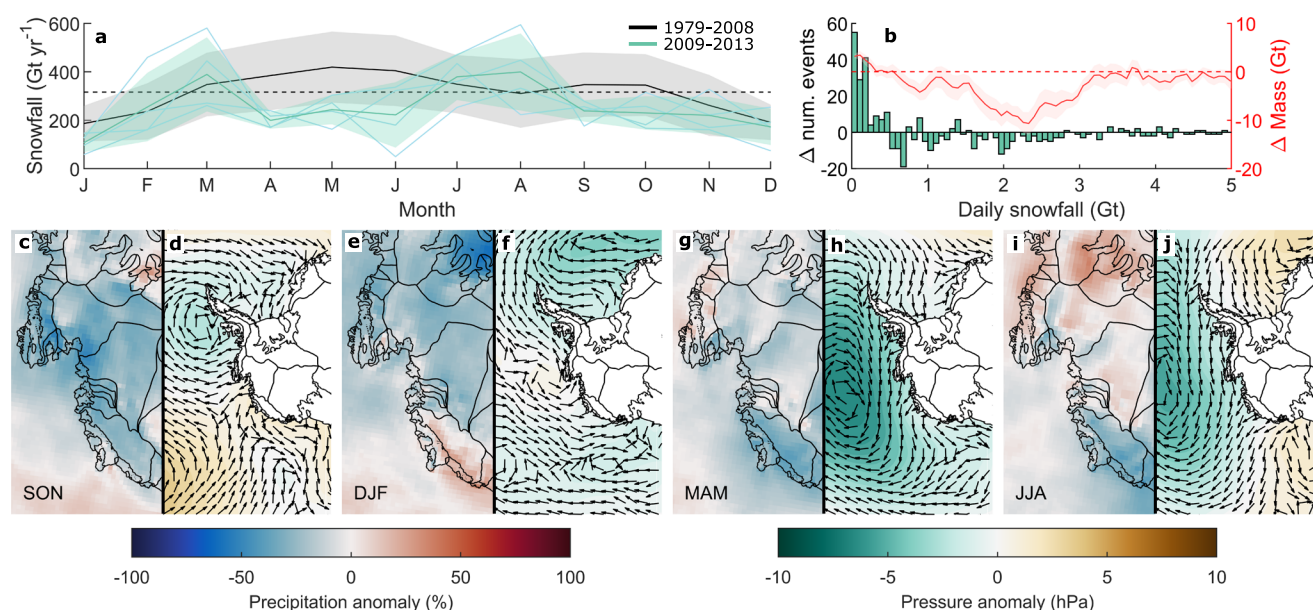 a
1979-2008
2009-2013
Snowfall (Gt yr⁻¹)
600
400
200
0
J F M A M J J A S O N D
Month
b
Δ num. events
60
40
20
0
-20
0 1 2 3 4 5
Daily snowfall (Gt)
10
0
-10
-20
Δ Mass (Gt)
c d e f g h i j
SON DJF MAM JJA
-100 -50 0 50 100
Precipitation anomaly (%)
-10 -5 0 5 10
Pressure anomaly (hPa)